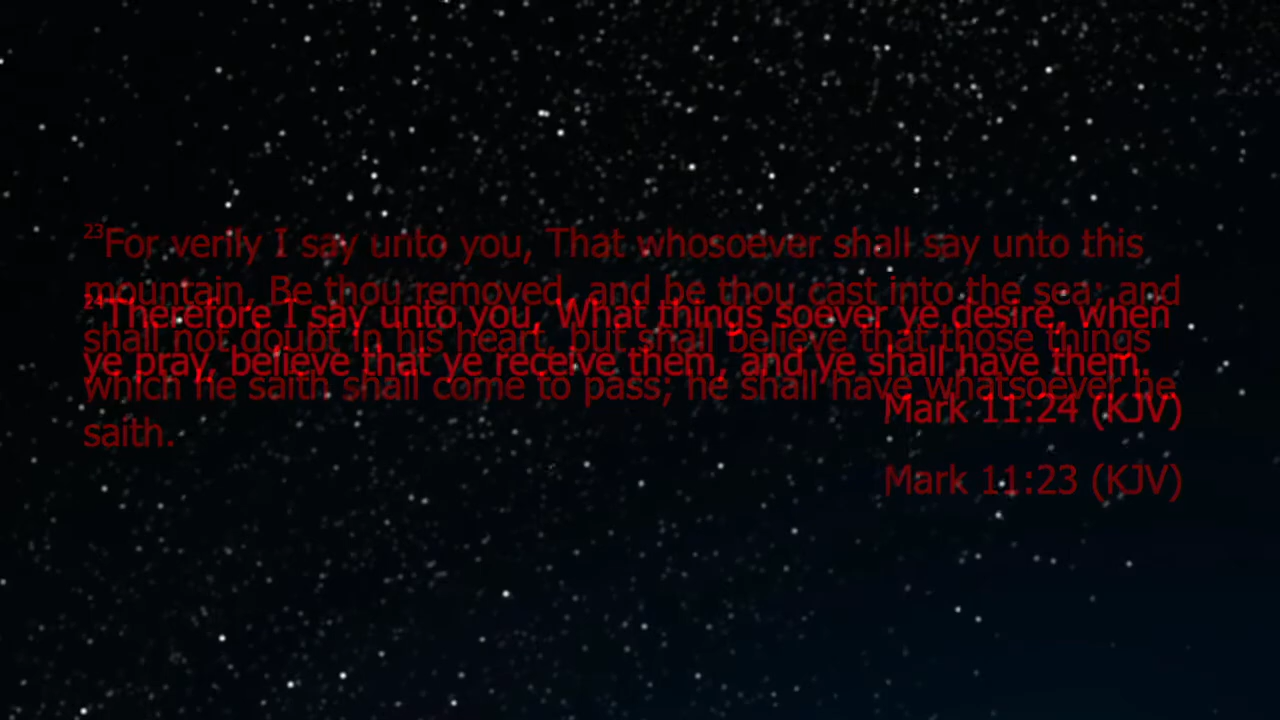 ²³For verily I say unto you, That whosoever shall say unto this
mountain, Be thou removed, and be thou cast into the sea; and
shall not doubt in his heart, but shall believe that those things
which he saith shall come to pass; he shall have whatsoever he
saith.
Mark 11:23 (KJV)
²⁴Therefore I say unto you, What things soever ye desire, when
ye pray, believe that ye receive them, and ye shall have them.
Mark 11:24 (KJV)